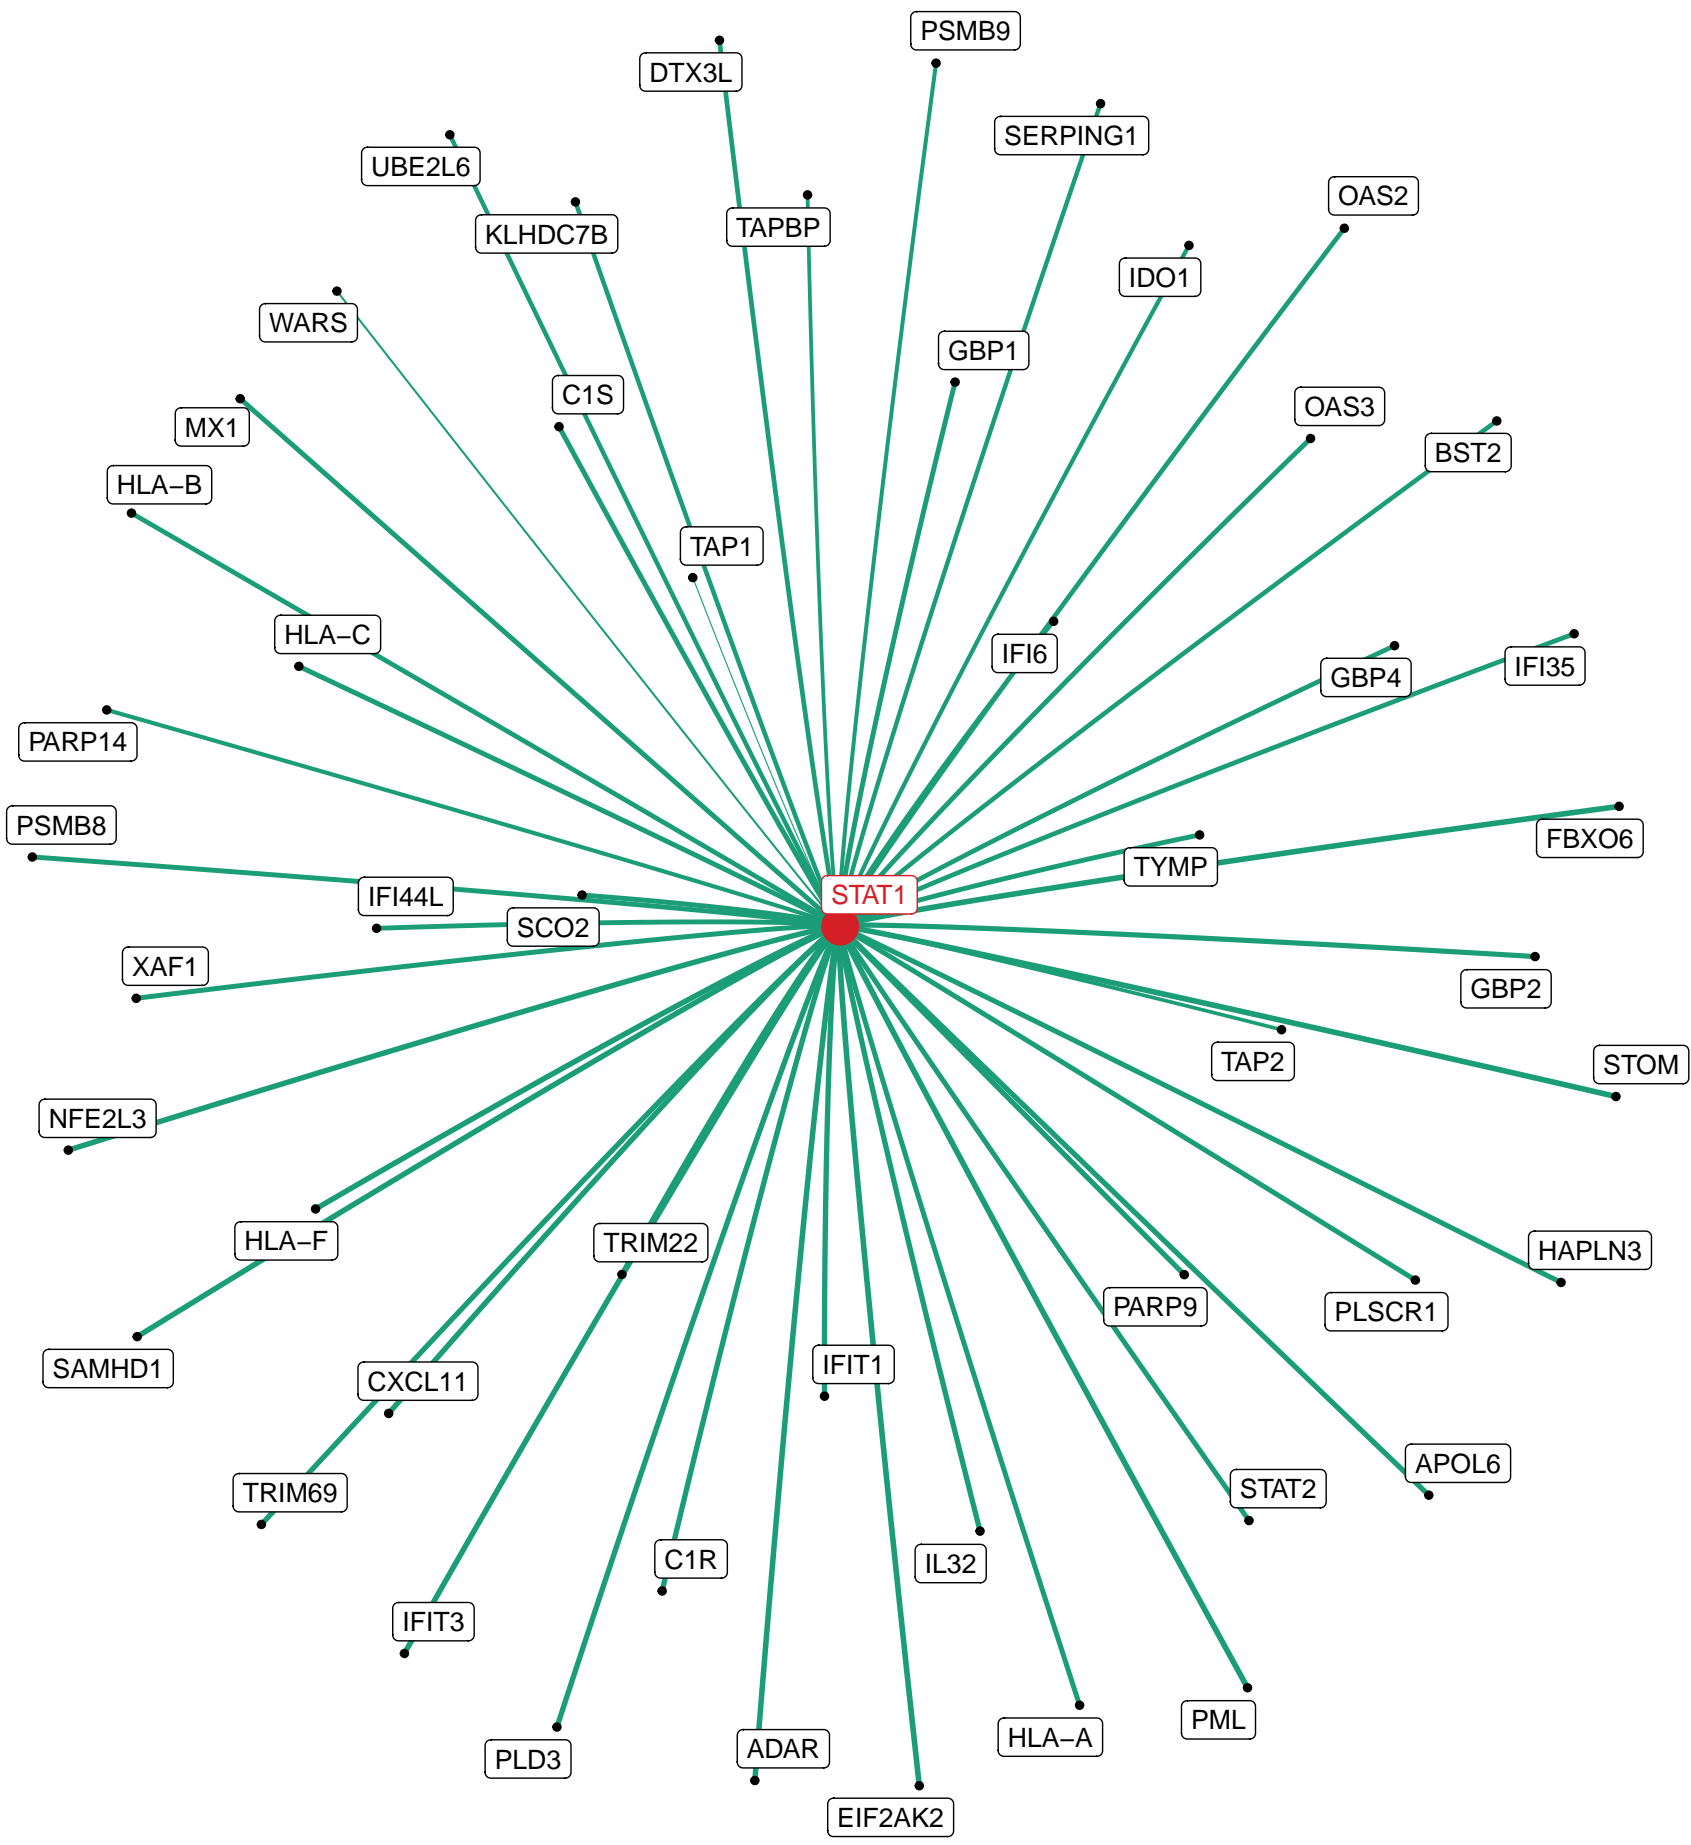 PSMB9
DTX3L
SERPING1
UBE2L6
OAS2
TAPBP
KLHDC7B
IDO1
WARS
GBP1
C1S
OAS3
MX1
BST2
HLA−B
TAP1
HLA−C
IFI6
IFI35
GBP4
PARP14
PSMB8
FBXO6
TYMP
STAT1
IFI44L
SCO2
XAF1
GBP2
TAP2
STOM
NFE2L3
HLA−F
TRIM22
HAPLN3
PARP9
PLSCR1
IFIT1
SAMHD1
CXCL11
APOL6
STAT2
TRIM69
C1R
IL32
IFIT3
PML
HLA−A
ADAR
PLD3
EIF2AK2